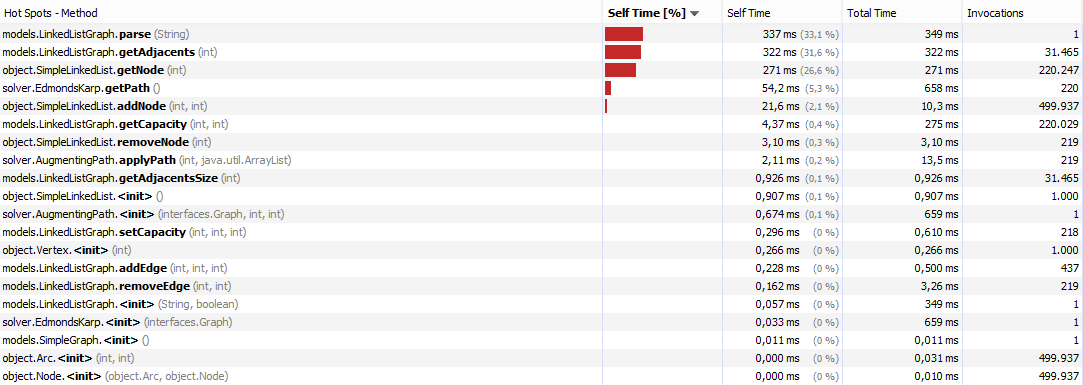 Hot Spots - Method Self Time [%] Self Time Total Time Invocations
models.LinkedListGraph.parse (String) 337 ms (33,1 %) 349 ms 1
models.LinkedListGraph.getAdjacents (int) 322 ms (31,6 %) 322 ms 31.465
object.SimpleLinkedList.getNode (int) 271 ms (26,6 %) 271 ms 220.247
solver.EdmondsKarp.getPath () 54,2 ms (5,3 %) 658 ms 220
object.SimpleLinkedList.addNode (int, int) 21,6 ms (2,1 %) 10,3 ms 499.937
models.LinkedListGraph.getCapacity (int, int) 4,37 ms (0,4 %) 275 ms 220.029
object.SimpleLinkedList.removeNode (int) 3,10 ms (0,3 %) 3,10 ms 219
solver.AugmentingPath.applyPath (int, java.util.ArrayList) 2,11 ms (0,2 %) 13,5 ms 219
models.LinkedListGraph.getAdjacentsSize (int) 0,926 ms (0,1 %) 0,926 ms 31.465
object.SimpleLinkedList.<init> () 0,907 ms (0,1 %) 0,907 ms 1.000
solver.AugmentingPath.<init> (interfaces.Graph, int, int) 0,674 ms (0,1 %) 659 ms 1
models.LinkedListGraph.setCapacity (int, int, int) 0,296 ms (0 %) 0,610 ms 218
object.Vertex.<init> (int) 0,266 ms (0 %) 0,266 ms 1.000
models.LinkedListGraph.addEdge (int, int, int) 0,228 ms (0 %) 0,500 ms 437
models.LinkedListGraph.removeEdge (int, int) 0,162 ms (0 %) 3,26 ms 219
models.LinkedListGraph.<init> (String, boolean) 0,057 ms (0 %) 349 ms 1
solver.EdmondsKarp.<init> (interfaces.Graph) 0,033 ms (0 %) 659 ms 1
models.SimpleGraph.<init> () 0,011 ms (0 %) 0,011 ms 1
object.Arc.<init> (int, int) 0,000 ms (0 %) 0,031 ms 499.937
object.Node.<init> (object.Arc, object.Node) 0,000 ms (0 %) 0,010 ms 499.937